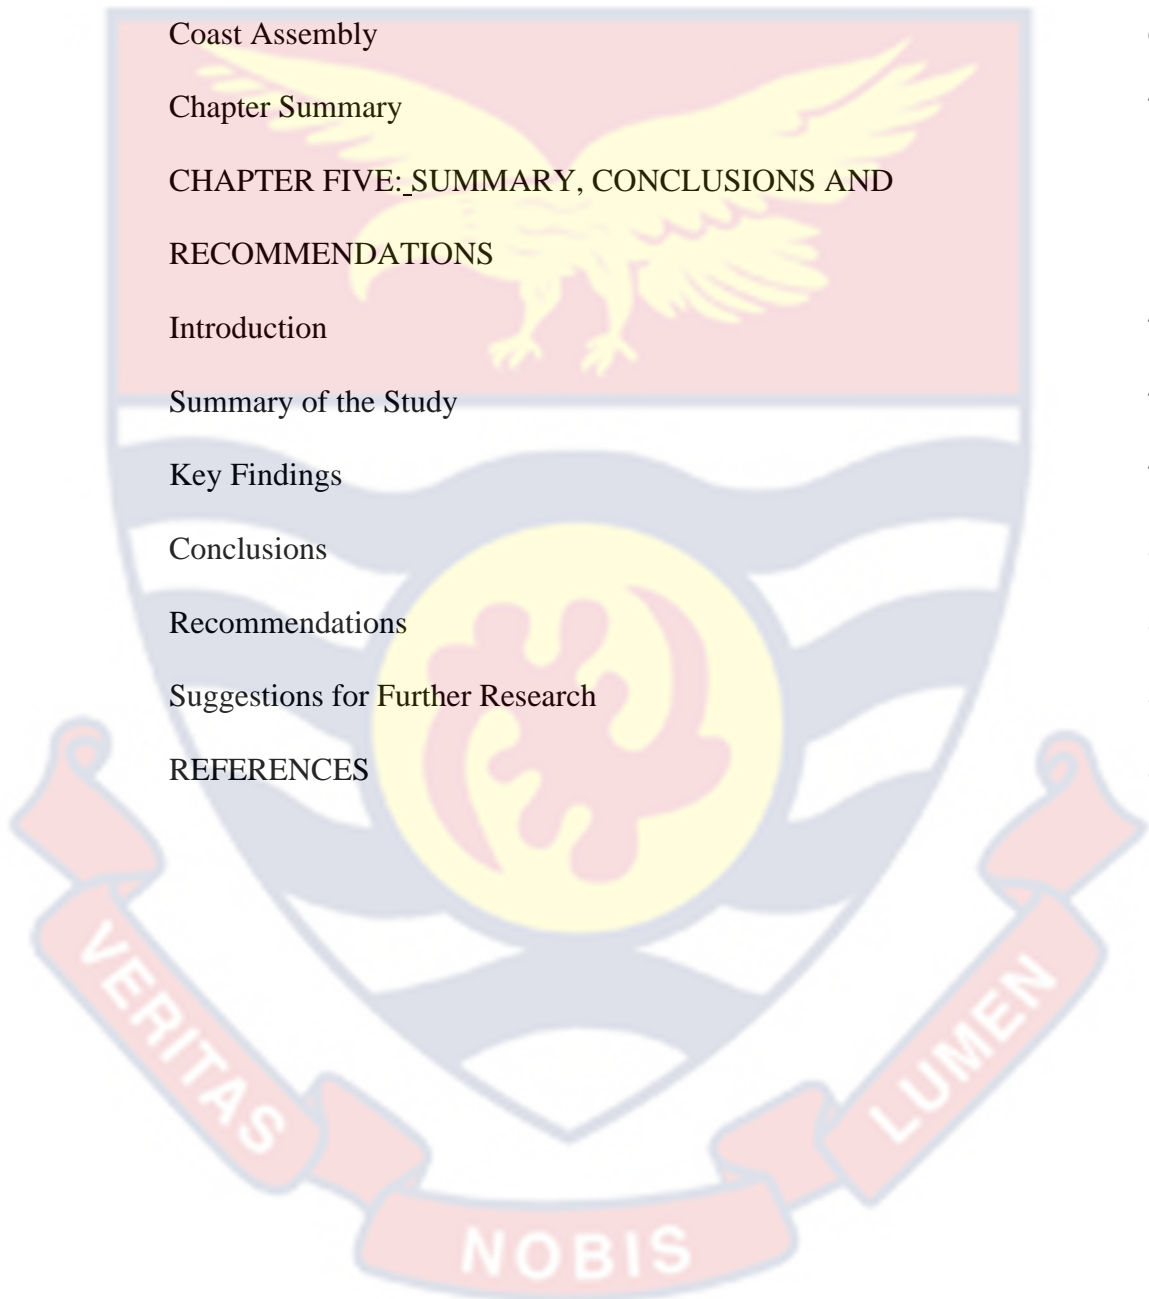 Coast Assembly
Chapter Summary
CHAPTER FIVE: SUMMARY, CONCLUSIONS AND
RECOMMENDATIONS
Introduction
Summary of the Study
Key Findings
Conclusions
Recommendations
Suggestions for Further Research
REFERENCES
VERITAS
NOBIS
LUMEN